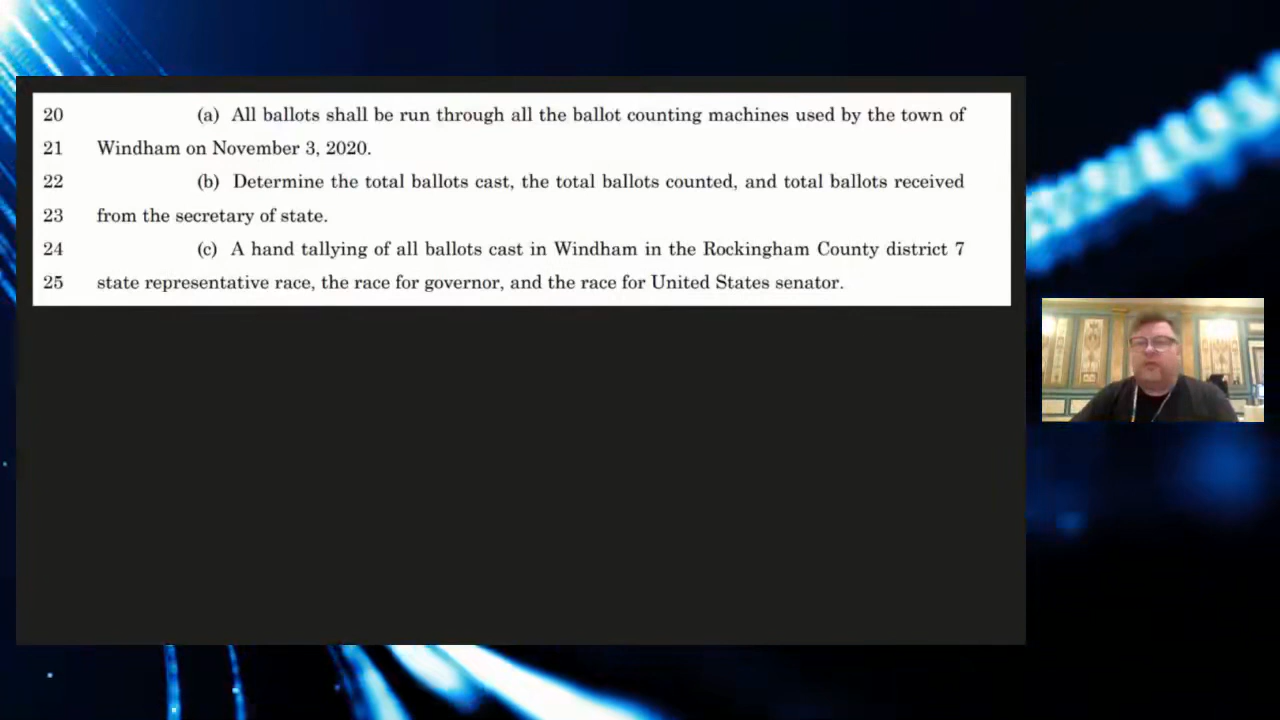 20 (a) All ballots shall be run through all the ballot counting machines used by the town of
21 Windham on November 3, 2020.
22 (b) Determine the total ballots cast, the total ballots counted, and total ballots received
23 from the secretary of state.
24 (c) A hand tallying of all ballots cast in Windham in the Rockingham County district 7
25 state representative race, the race for governor, and the race for United States senator.